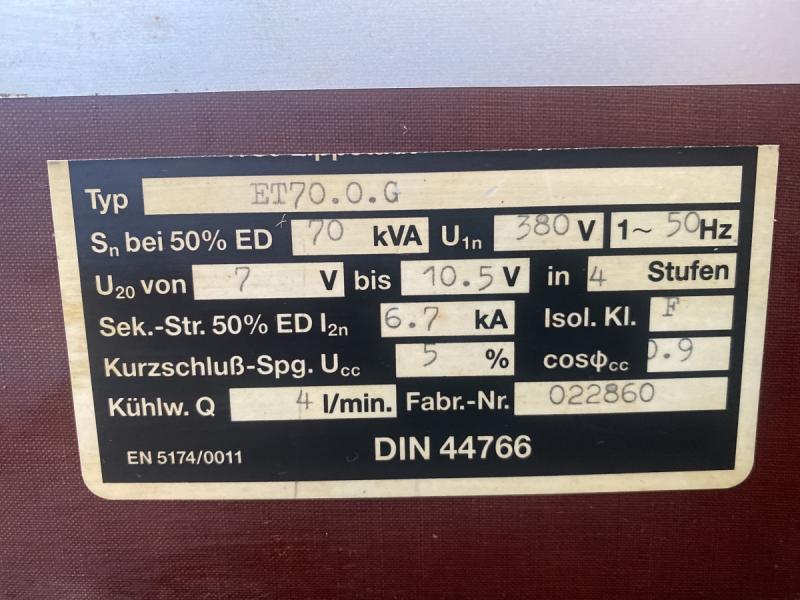 Typ ET70.0.G
Sn bei 50% ED 70 kVA U1n 380 V 1~ 50 Hz
U20 von 7 V bis 10.5 V in 4 Stufen
Sek.-Str. 50% ED I2n 6.7 kA Isol. Kl. F
Kurzschluß-Spg. Ucc 5 % cosφcc 0.9
Kühlw. Q 4 l/min. Fabr.-Nr. 022860
EN 5174/0011 DIN 44766